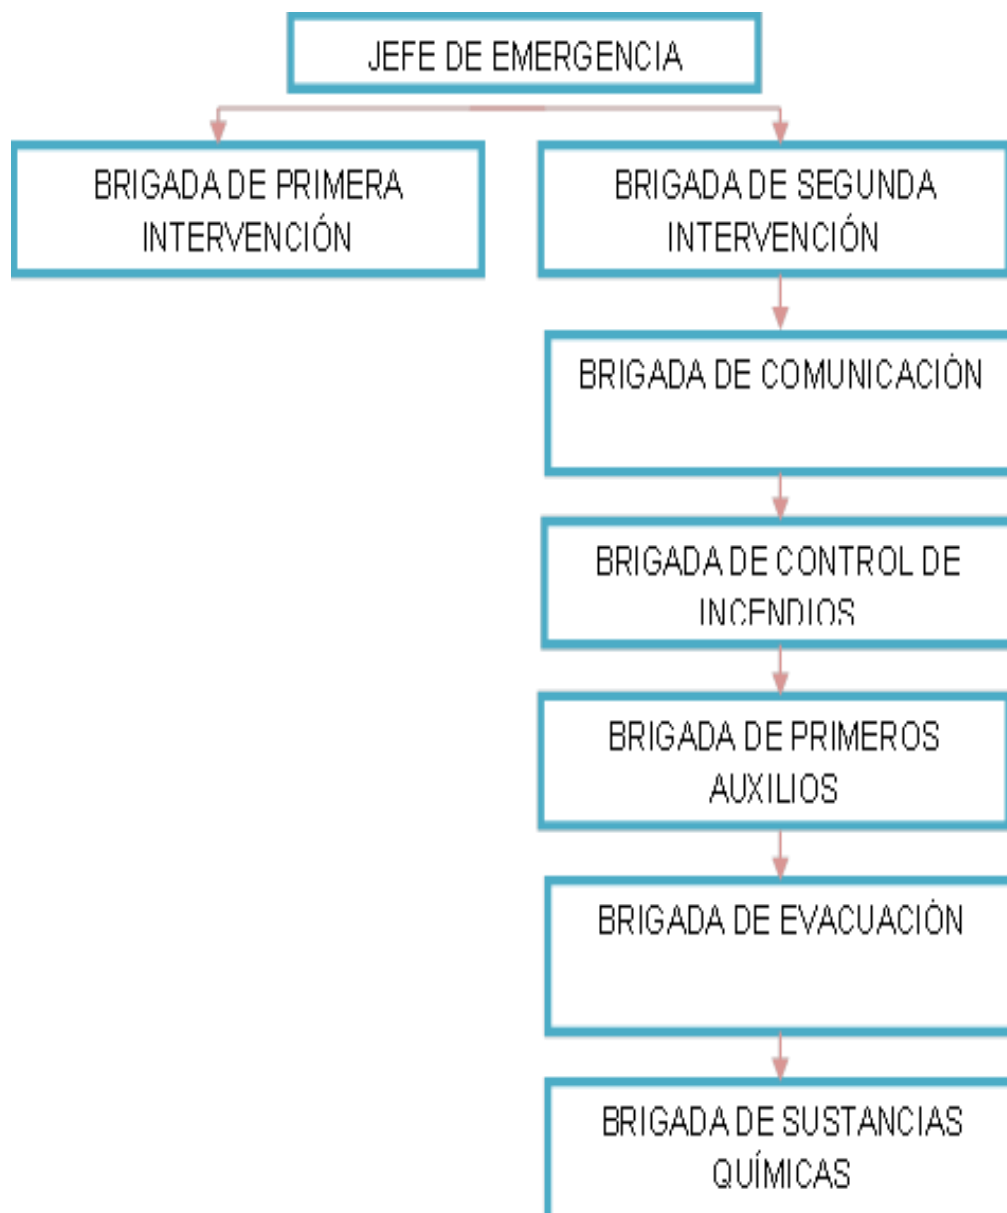 JEFE DE EMERGENCIA
BRIGADA DE PRIMERA
INTERVENCIÓN
BRIGADA DE SEGUNDA
INTERVENCIÓN
BRIGADA DE COMUNICACIÓN
BRIGADA DE CONTROL DE
INCENDIOS
BRIGADA DE PRIMEROS
AUXILIOS
BRIGADA DE EVACUACIÓN
BRIGADA DE SUSTANCIAS
QUÍMICAS